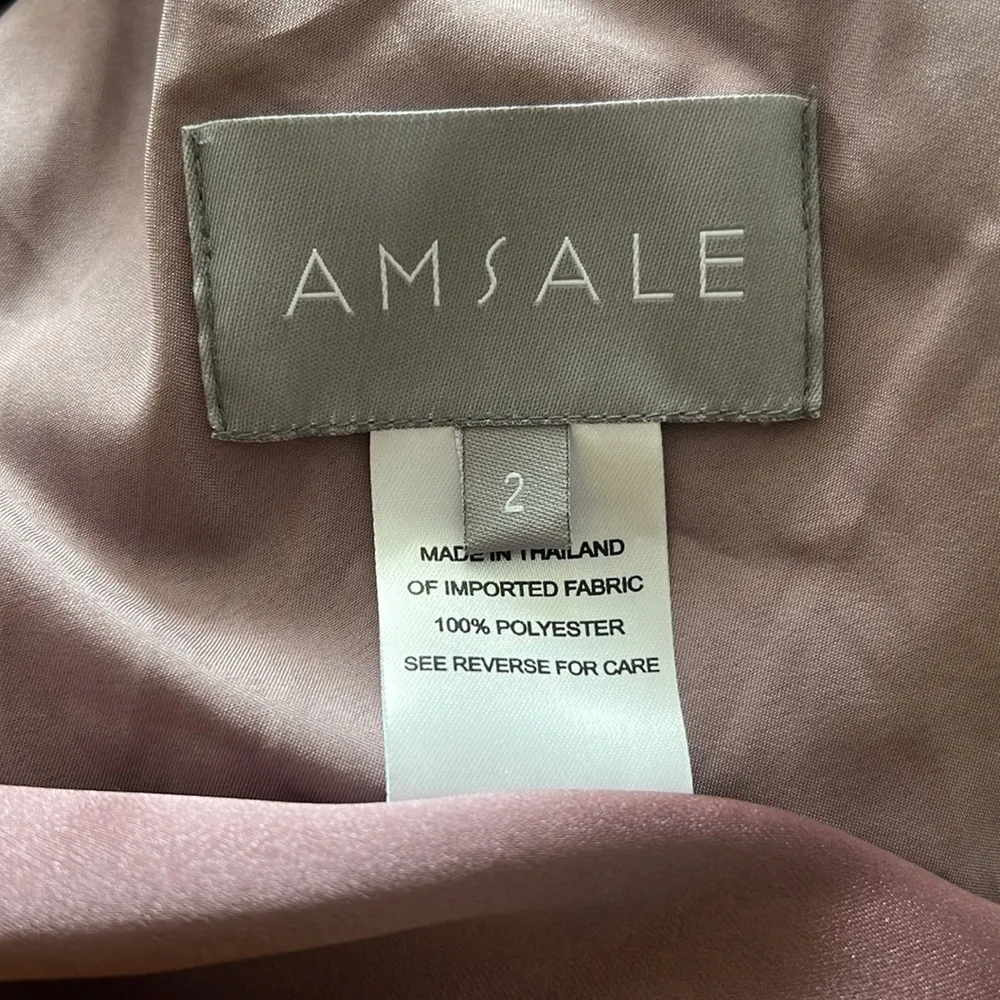 AMSALE
2
MADE IN THAILAND
OF IMPORTED FABRIC
100% POLYESTER
SEE REVERSE FOR CARE